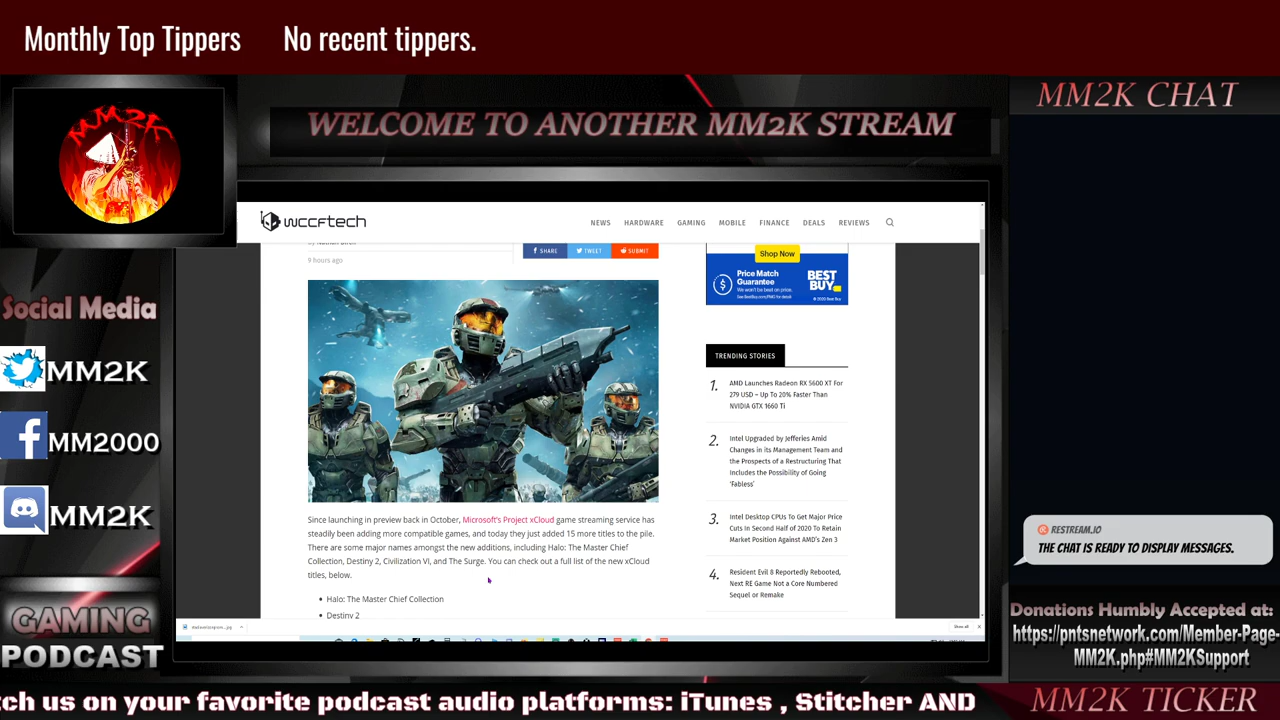 Monthly Top Tippers
No recent tippers.
MM2K
WELCOME TO ANOTHER MM2K STREAM
MM2K CHAT
wccftech
NEWS HARDWARE GAMING MOBILE FINANCE DEALS REVIEWS
9 hours ago
SHARE TWEET SUBMIT
Shop Now
Price Match
Guarantee
BEST
BUY
TRENDING STORIES
1. AMD Launches Radeon RX 5600 XT For
279 USD – Up To 20% Faster Than
NVIDIA GTX 1660 Ti
2. Intel Upgraded by Jefferies Amid
Changes in its Management Team and
the Prospects of a Restructuring That
Includes the Possibility of Going
‘Fabless’
3. Intel Desktop CPUs To Get Major Price
Cuts In Second Half of 2020 To Retain
Market Position Against AMD’s Zen 3
4. Resident Evil 8 Reportedly Rebooted,
Next RE Game Not a Core Numbered
Sequel or Remake
Since launching in preview back in October, Microsoft's Project xCloud game streaming service has
steadily been adding more compatible games, and today they just added 15 more titles to the pile.
There are some major names amongst the new additions, including Halo: The Master Chief
Collection, Destiny 2, Civilization VI, and The Surge. You can check out a full list of the new xCloud
titles, below.
• Halo: The Master Chief Collection
• Destiny 2
Show all
Social Media
MM2K
MM2000
MM2K
GAMING
PODCAST
RESTREAM.IO
THE CHAT IS READY TO DISPLAY MESSAGES.
Donations Humbly Accepted at:
https://pntsnetwork.com/Member-Page-
MM2K.php#MM2KSupport
tch us on your favorite podcast audio platforms: iTunes , Stitcher AND
MM2K TICKER